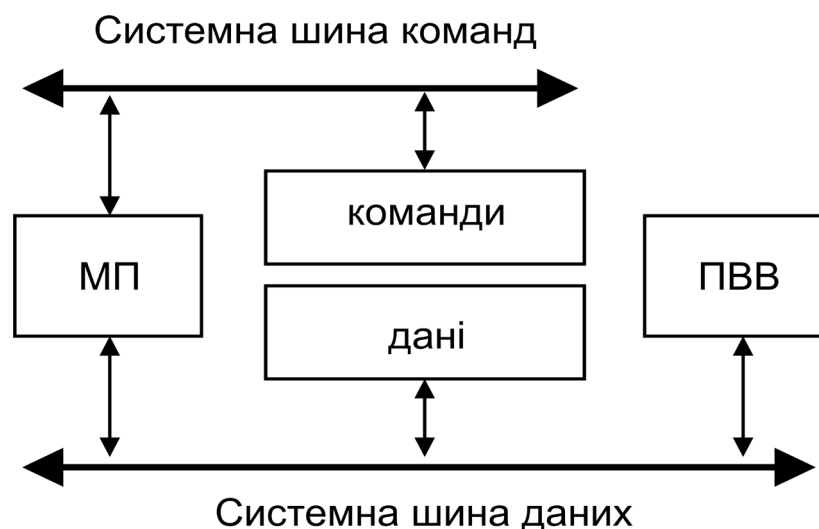 Системна шина команд
команди
МП
ПВВ
дані
Системна шина даних